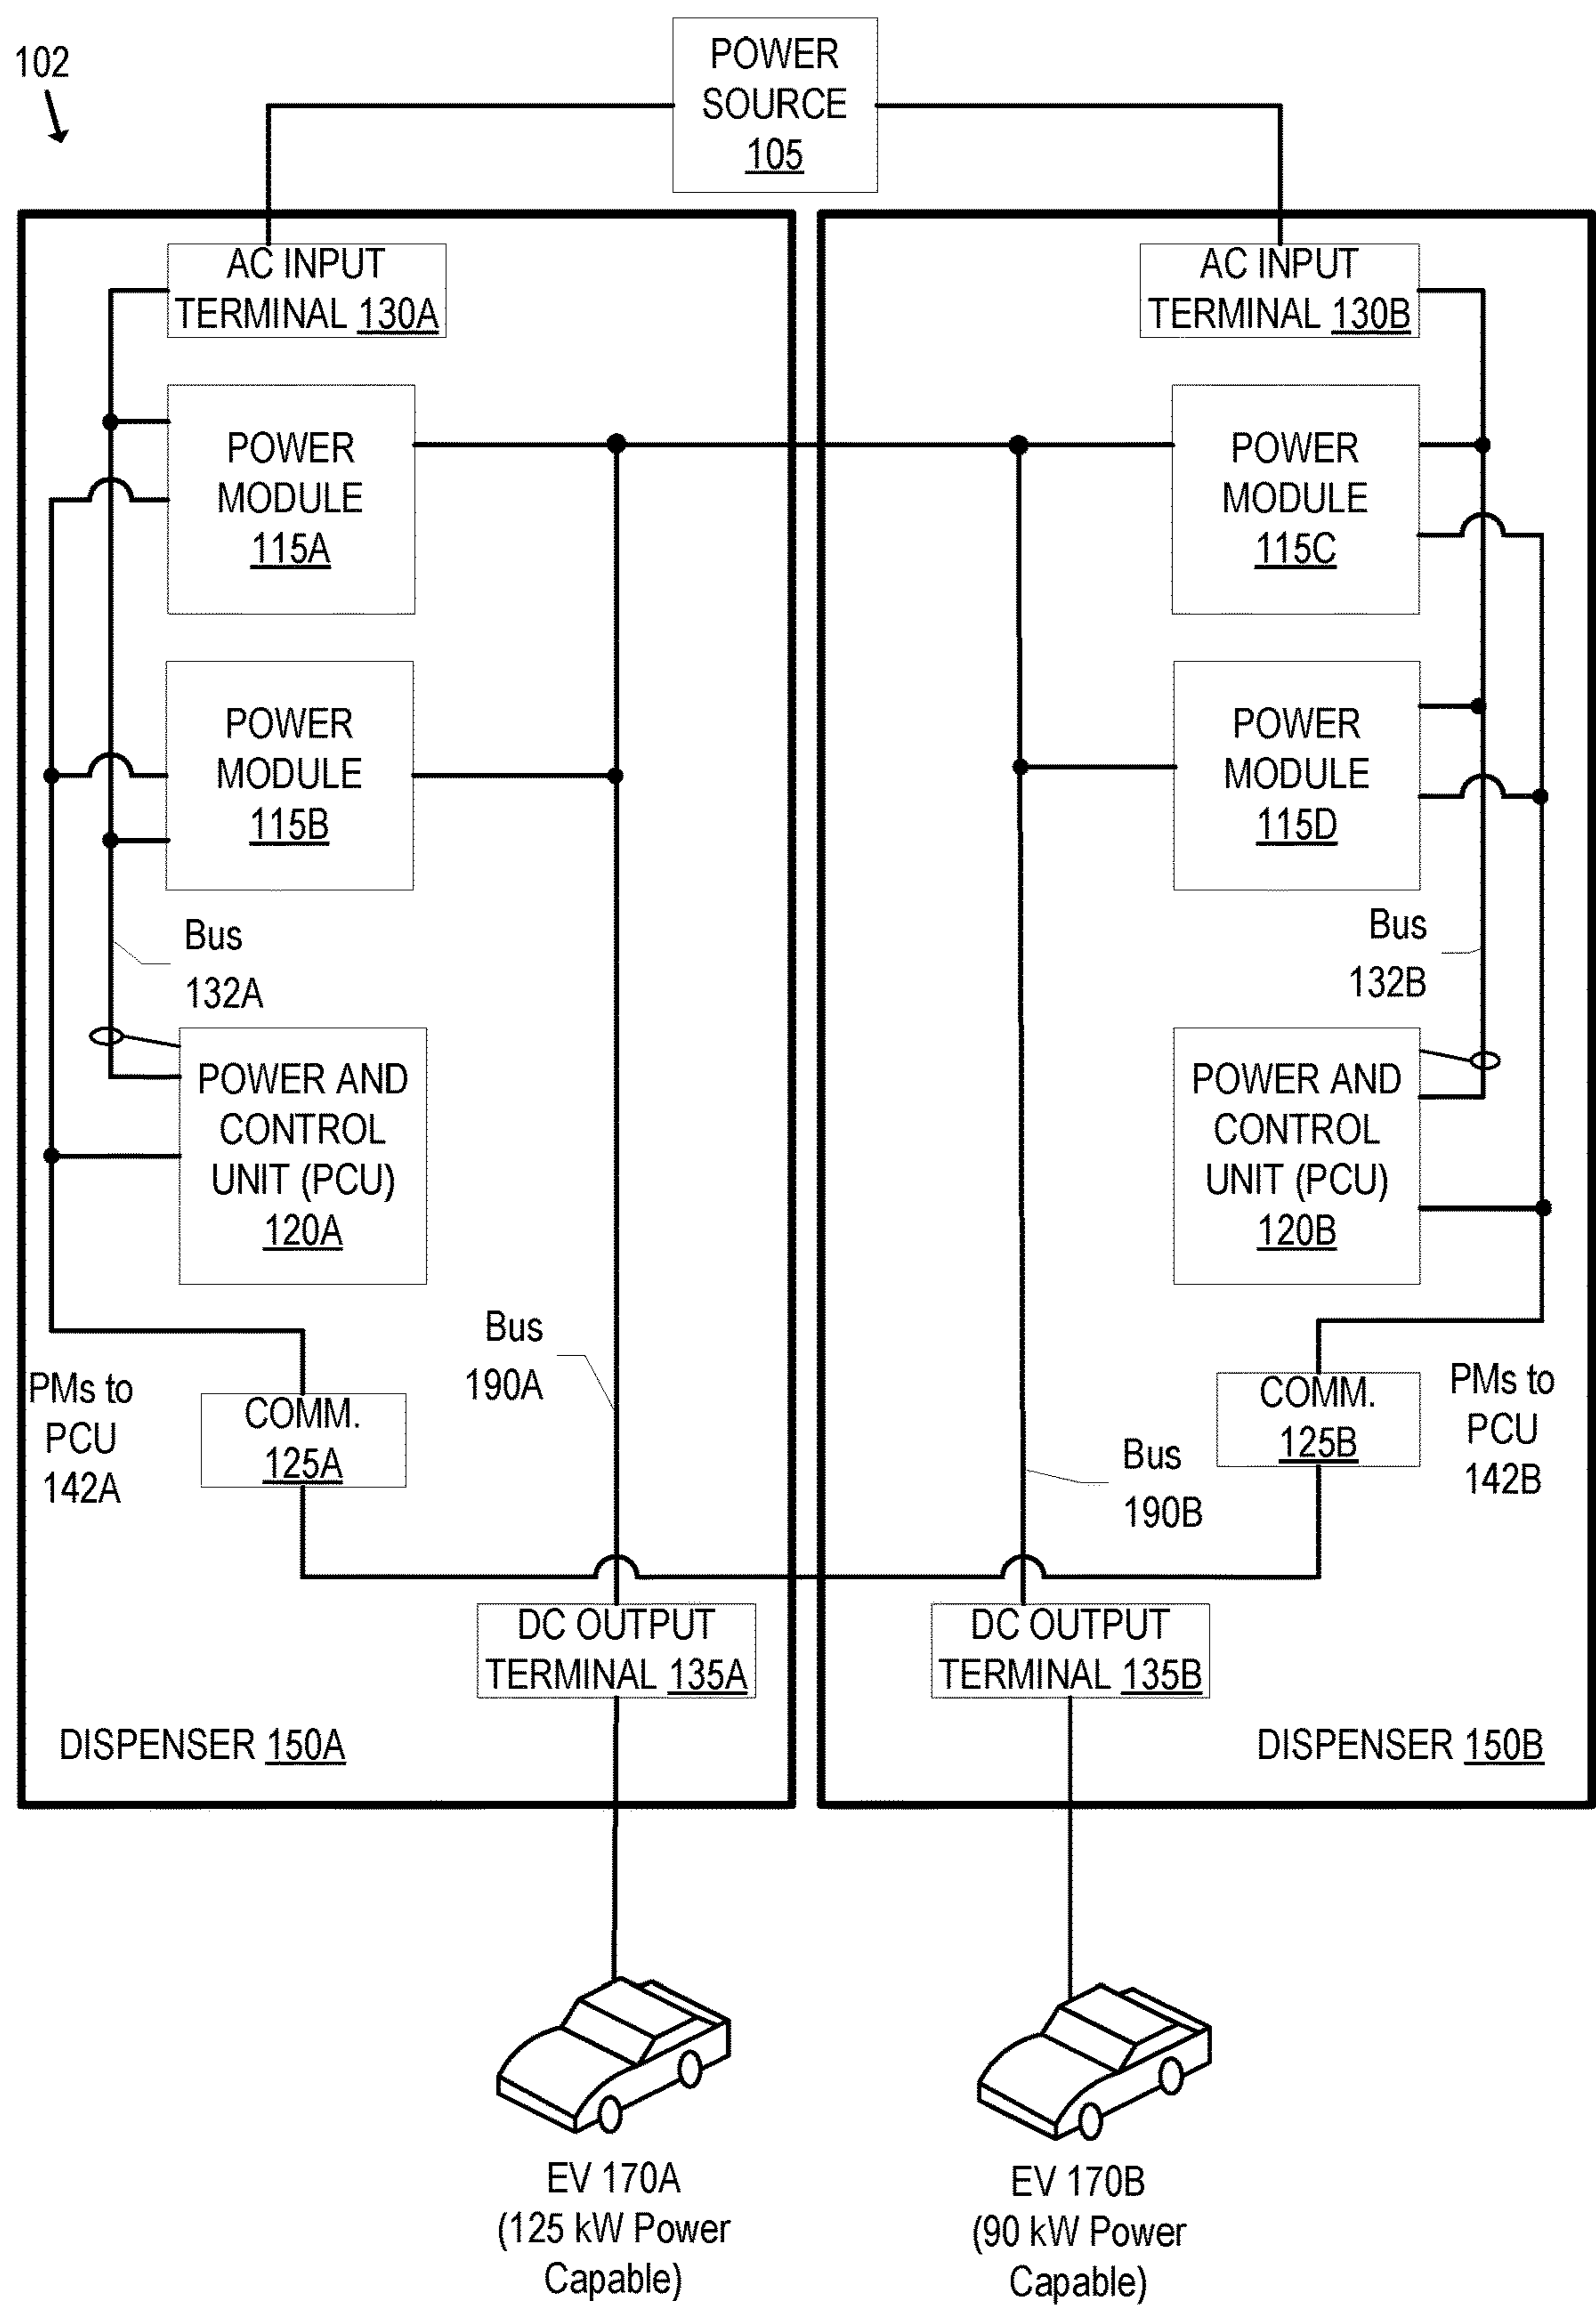 102
POWER
SOURCE
105
AC INPUT
TERMINAL 130A
AC INPUT
TERMINAL 130B
POWER
MODULE
115A
POWER
MODULE
115C
POWER
MODULE
115B
POWER
MODULE
115D
Bus
132A
Bus
132B
POWER AND
CONTROL
UNIT (PCU)
120A
POWER AND
CONTROL
UNIT (PCU)
120B
Bus
190A
PMs to
PCU
142A
COMM.
125A
Bus
190B
COMM.
125B
PMs to
PCU
142B
DC OUTPUT
TERMINAL 135A
DC OUTPUT
TERMINAL 135B
DISPENSER 150A
DISPENSER 150B
EV 170A
(125 kW Power
Capable)
EV 170B
(90 kW Power
Capable)